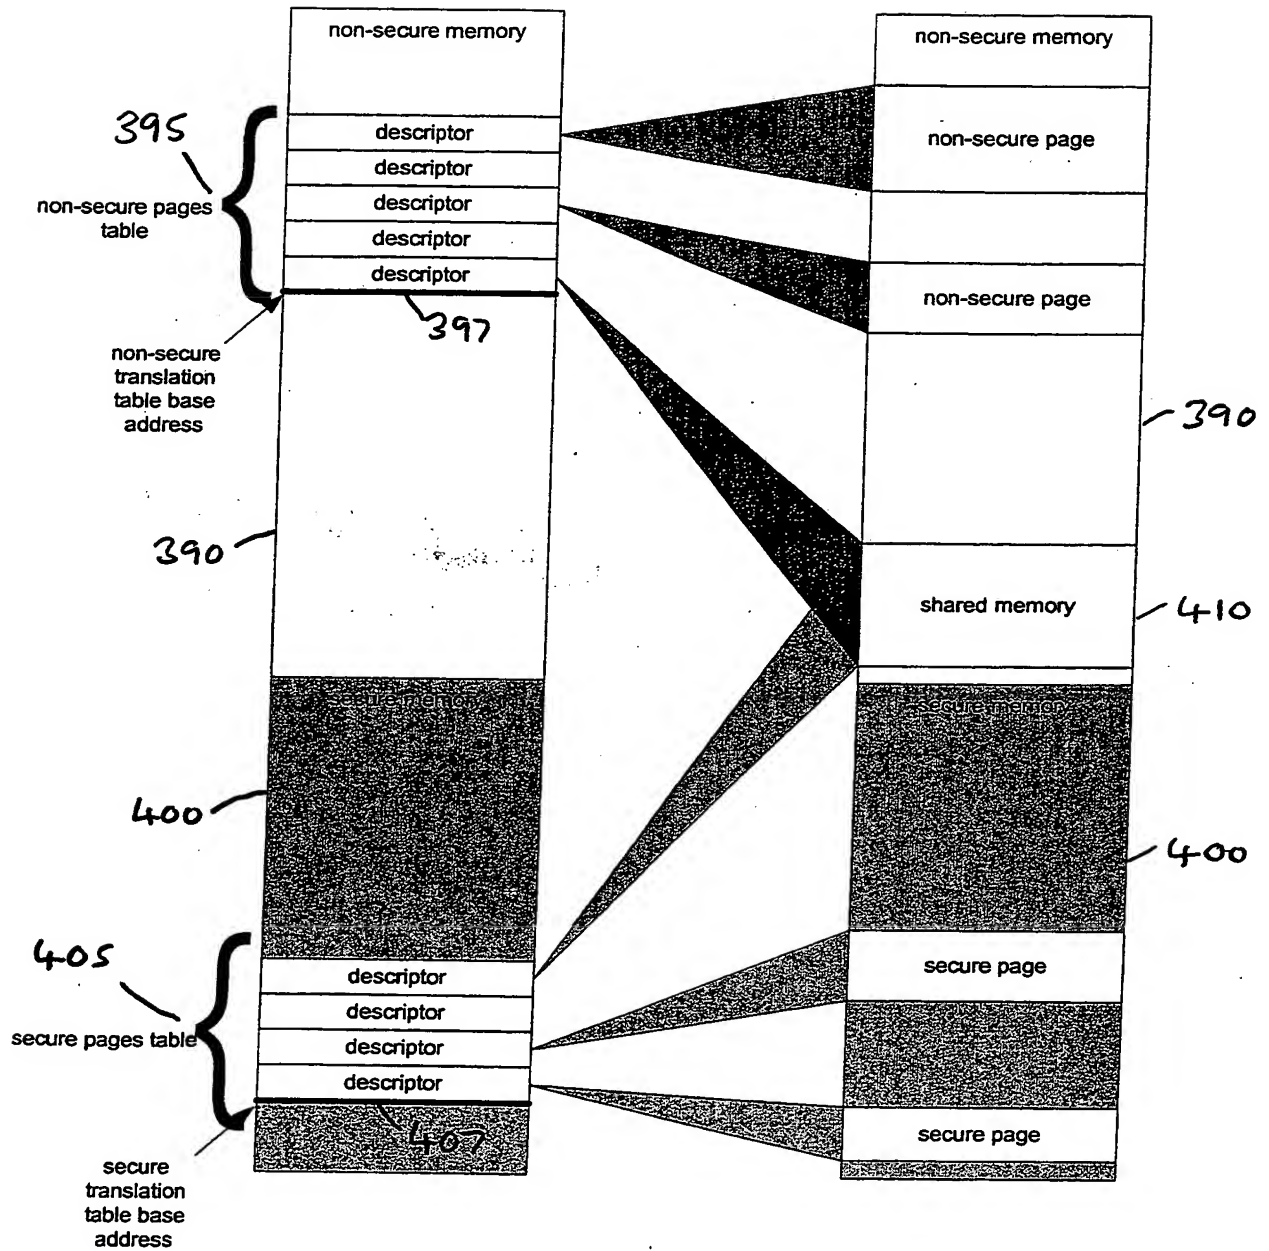 non-secure memory
395
descriptor
descriptor
descriptor
descriptor
descriptor
non-secure pages
table
397
non-secure
translation
table base
address
390
secure memory
400
405
descriptor
descriptor
descriptor
descriptor
secure pages table
407
secure
translation
table base
address
non-secure memory
non-secure page
non-secure page
390
shared memory
410
secure memory
400
secure page
secure page